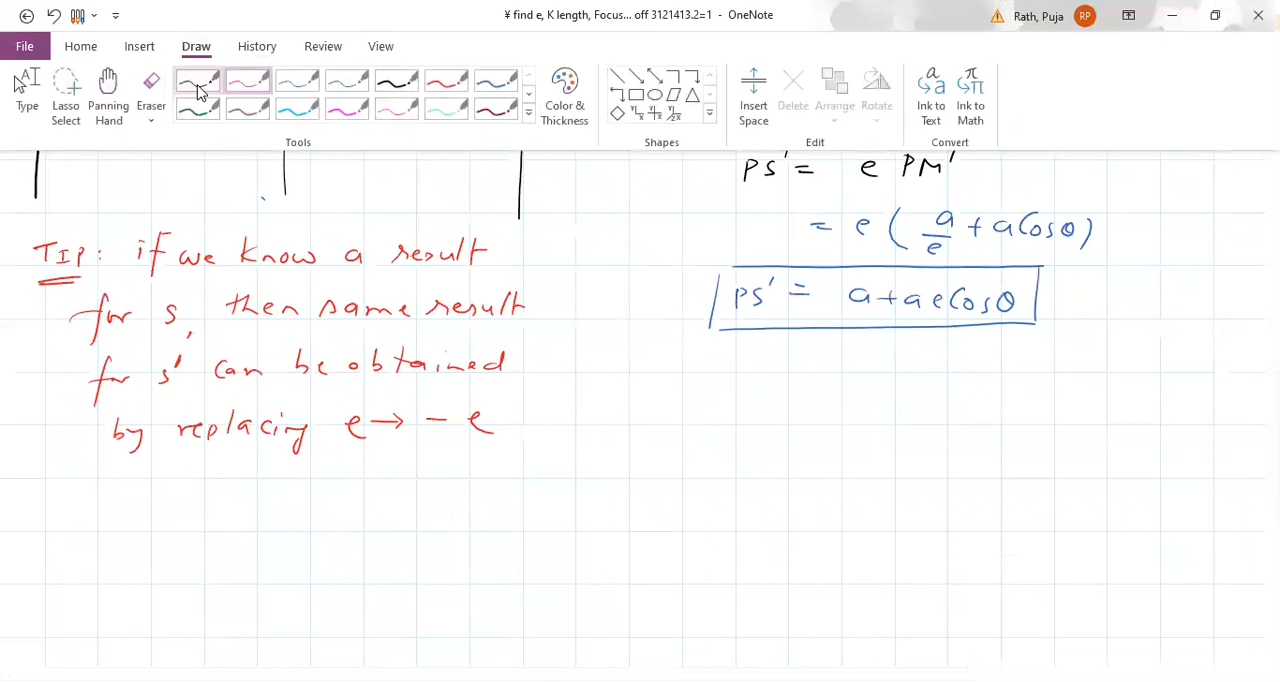 ¥ find e, K length, Focus... off 3121413.2=1 - OneNote
Rath, Puja
RP
File
Home
Insert
Draw
History
Review
View
Type
Lasso Select
Panning Hand
Eraser
Color & Thickness
Insert Space
Delete
Arrange
Rotate
Ink to Text
Ink to Math
Tools
Shapes
Edit
Convert
TIP: if we know a result
for s, then same result
for s' can be obtained
by replacing e → - e
PS' = e PM'
= e ( a/e + a Cos θ )
PS' = a + a e Cos θ